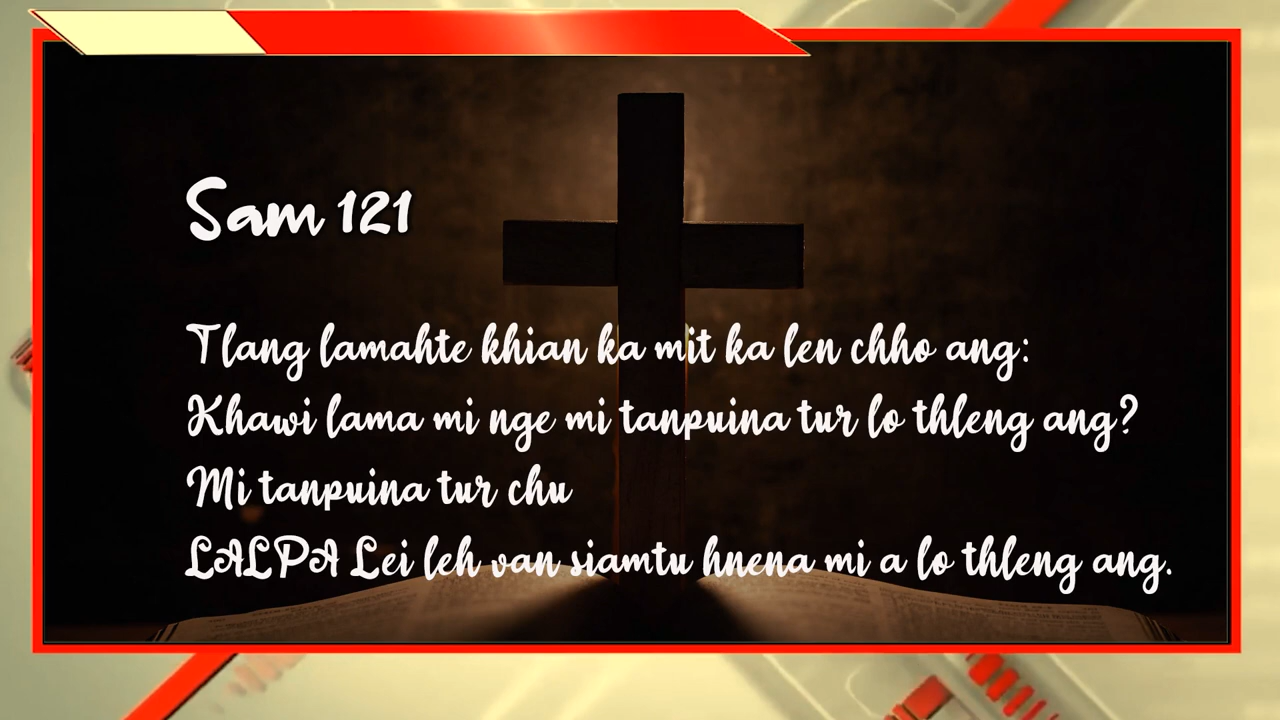 Sam 121
Tlang lamahte khian ka mit ka len chho ang:
Khawi lama mi nge mi tanpuina tur lo thleng ang?
Mi tanpuina tur chu
LALPA Lei leh van siamtu hnena mi a lo thleng ang.